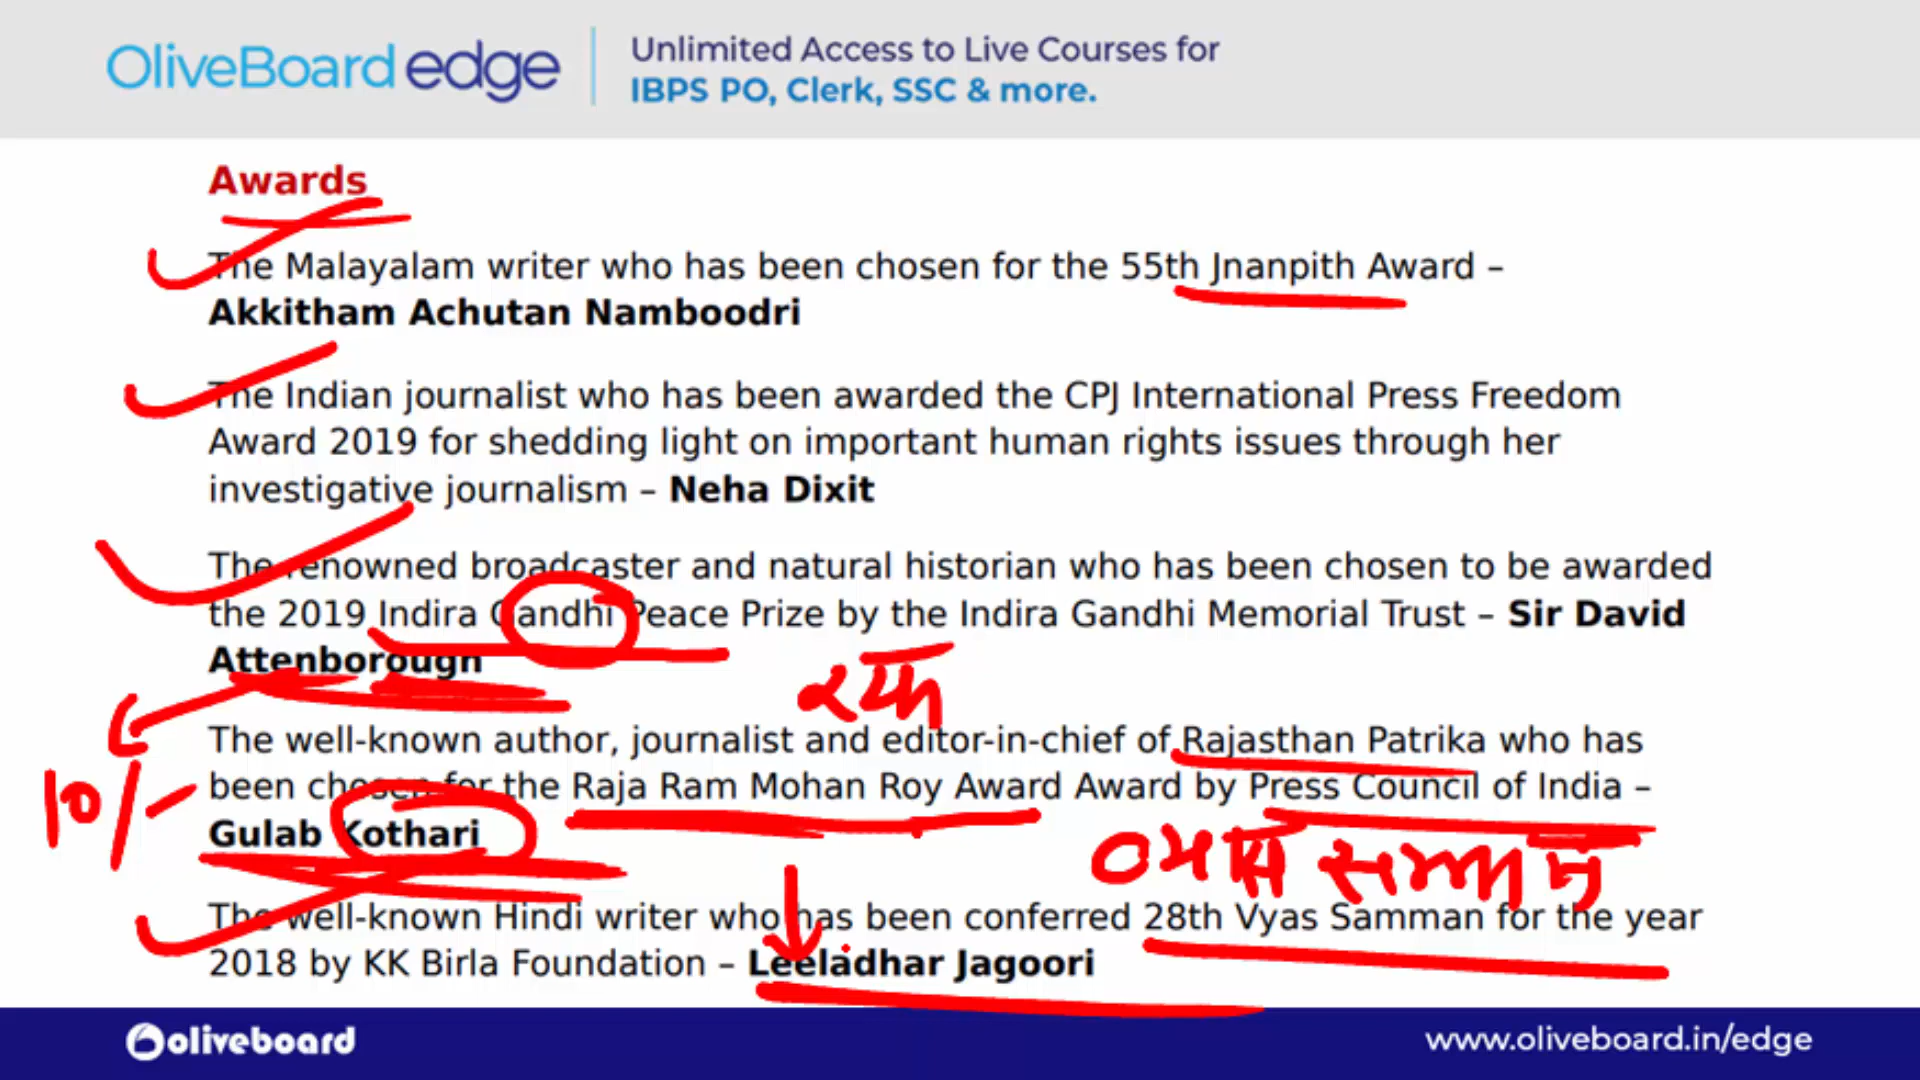 OliveBoard edge
Unlimited Access to Live Courses for
IBPS PO, Clerk, SSC & more.
Awards
The Malayalam writer who has been chosen for the 55th Jnanpith Award –
Akkitham Achutan Namboodri
The Indian journalist who has been awarded the CPJ International Press Freedom
Award 2019 for shedding light on important human rights issues through her
investigative journalism – Neha Dixit
The renowned broadcaster and natural historian who has been chosen to be awarded
the 2019 Indira Gandhi Peace Prize by the Indira Gandhi Memorial Trust – Sir David
Attenborough
The well-known author, journalist and editor-in-chief of Rajasthan Patrika who has
been chosen for the Raja Ram Mohan Roy Award Award by Press Council of India –
10/-
Gulab Kothari
व्यास सम्मान
The well-known Hindi writer who has been conferred 28th Vyas Samman for the year
2018 by KK Birla Foundation – Leeladhar Jagoori
oliveboard
www.oliveboard.in/edge